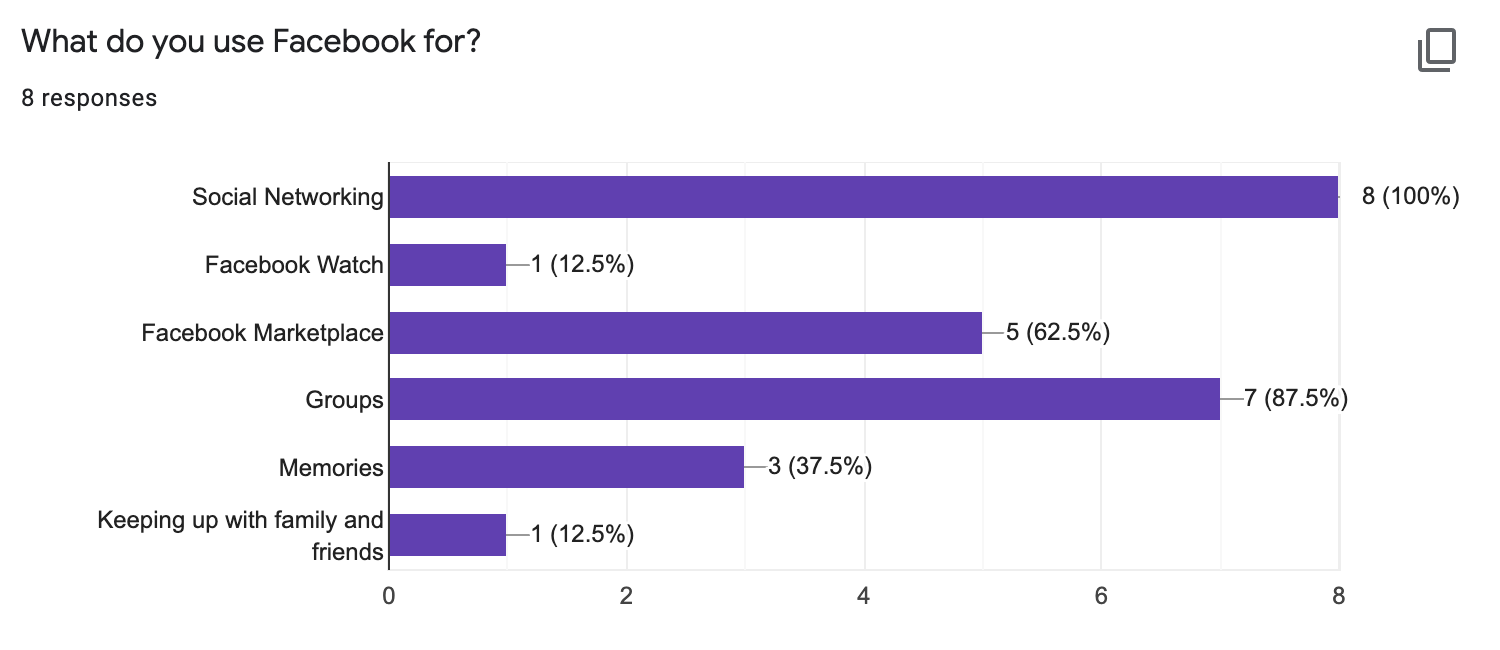 What do you use Facebook for?
8 responses
Social Networking
8 (100%)
Facebook Watch
1 (12.5%)
Facebook Marketplace
5 (62.5%)
Groups
7 (87.5%)
Memories
3 (37.5%)
Keeping up with family and
friends
1 (12.5%)
0 2 4 6 8